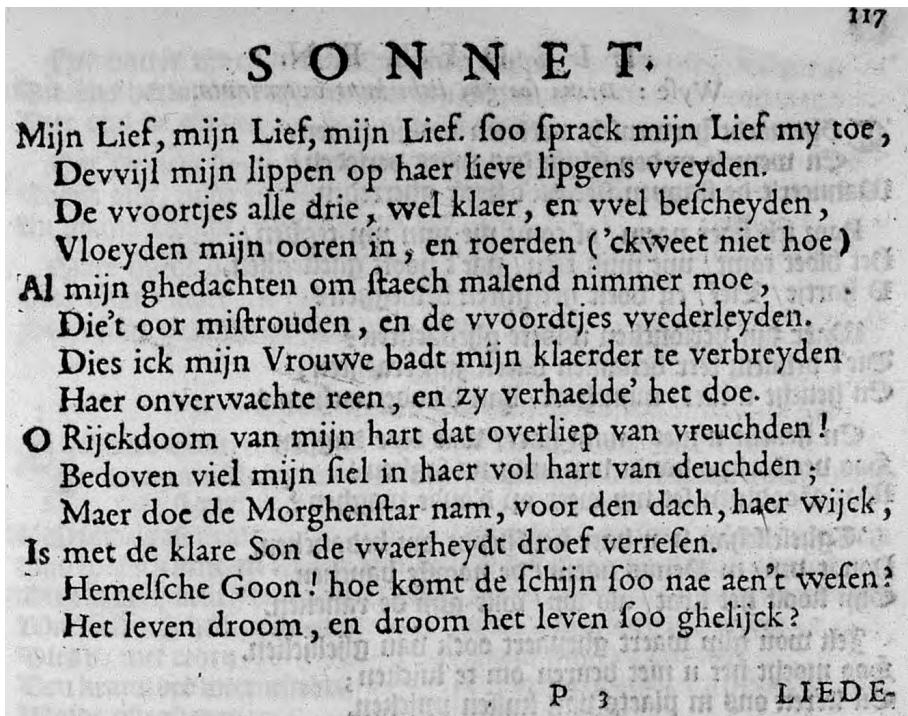 117
SONNET.
Mijn Lief, mijn Lief, mijn Lief. ſoo ſprack mijn Lief my toe,
Devvijl mijn lippen op haer lieve lipgens vveyden.
De vvoortjes alle drie, wel klaer, en vvel beſcheyden,
Vloeyden mijn ooren in, en roerden ('ckweet niet hoe)
Al mijn ghedachten om ſtaech malend nimmer moe,
Die't oor miſtrouden, en de vvoordtjes vvederleyden.
Dies ick mijn Vrouwe badt mijn klaerder te verbreyden
Haer onverwachte reen, en zy verhaelde' het doe.
O Rijckdoom van mijn hart dat overliep van vreuchden!
Bedoven viel mijn ſiel in haer vol hart van deuchden;
Maer doe de Morghenſtar nam, voor den dach, haer wijck,
Is met de klare Son de vvaerheydt droef verreſen.
Hemelſche Goon! hoe komt de ſchijn ſoo nae aen't weſen?
Het leven droom, en droom het leven ſoo ghelijck?
P 3 LIEDE-